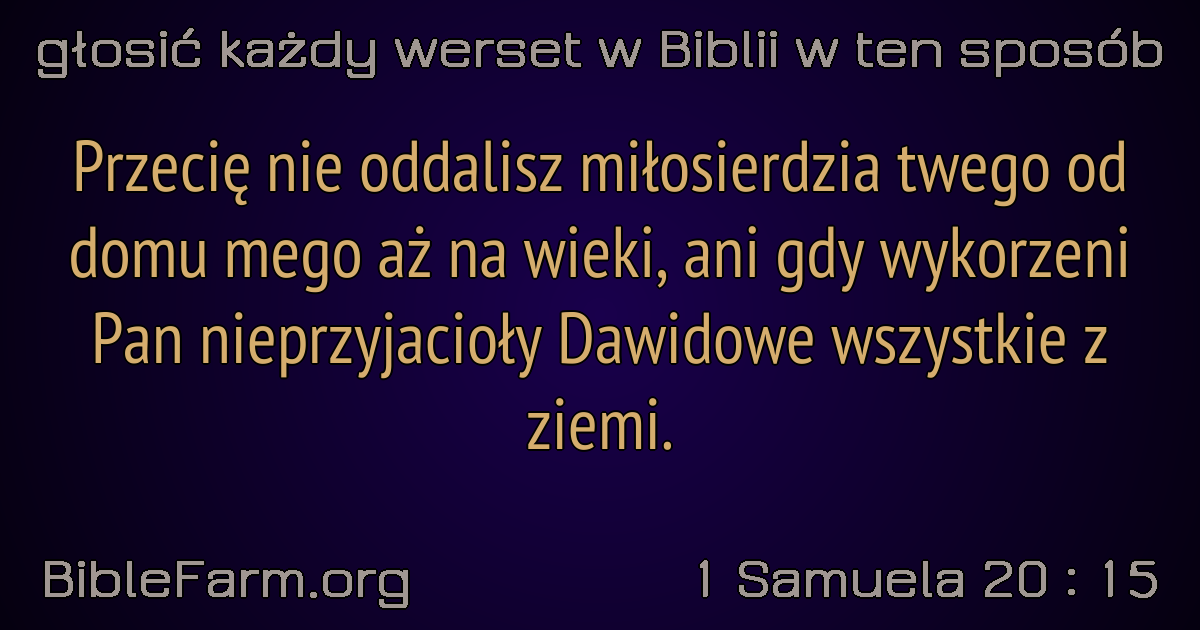 głosić każdy werset w Biblii w ten sposób
Przecię nie oddalisz miłosierdzia twego od
domu mego aż na wieki, ani gdy wykorzeni
Pan nieprzyjacioły Dawidowe wszystkie z
ziemi.
BibleFarm.org
1 Samuela 20 : 15